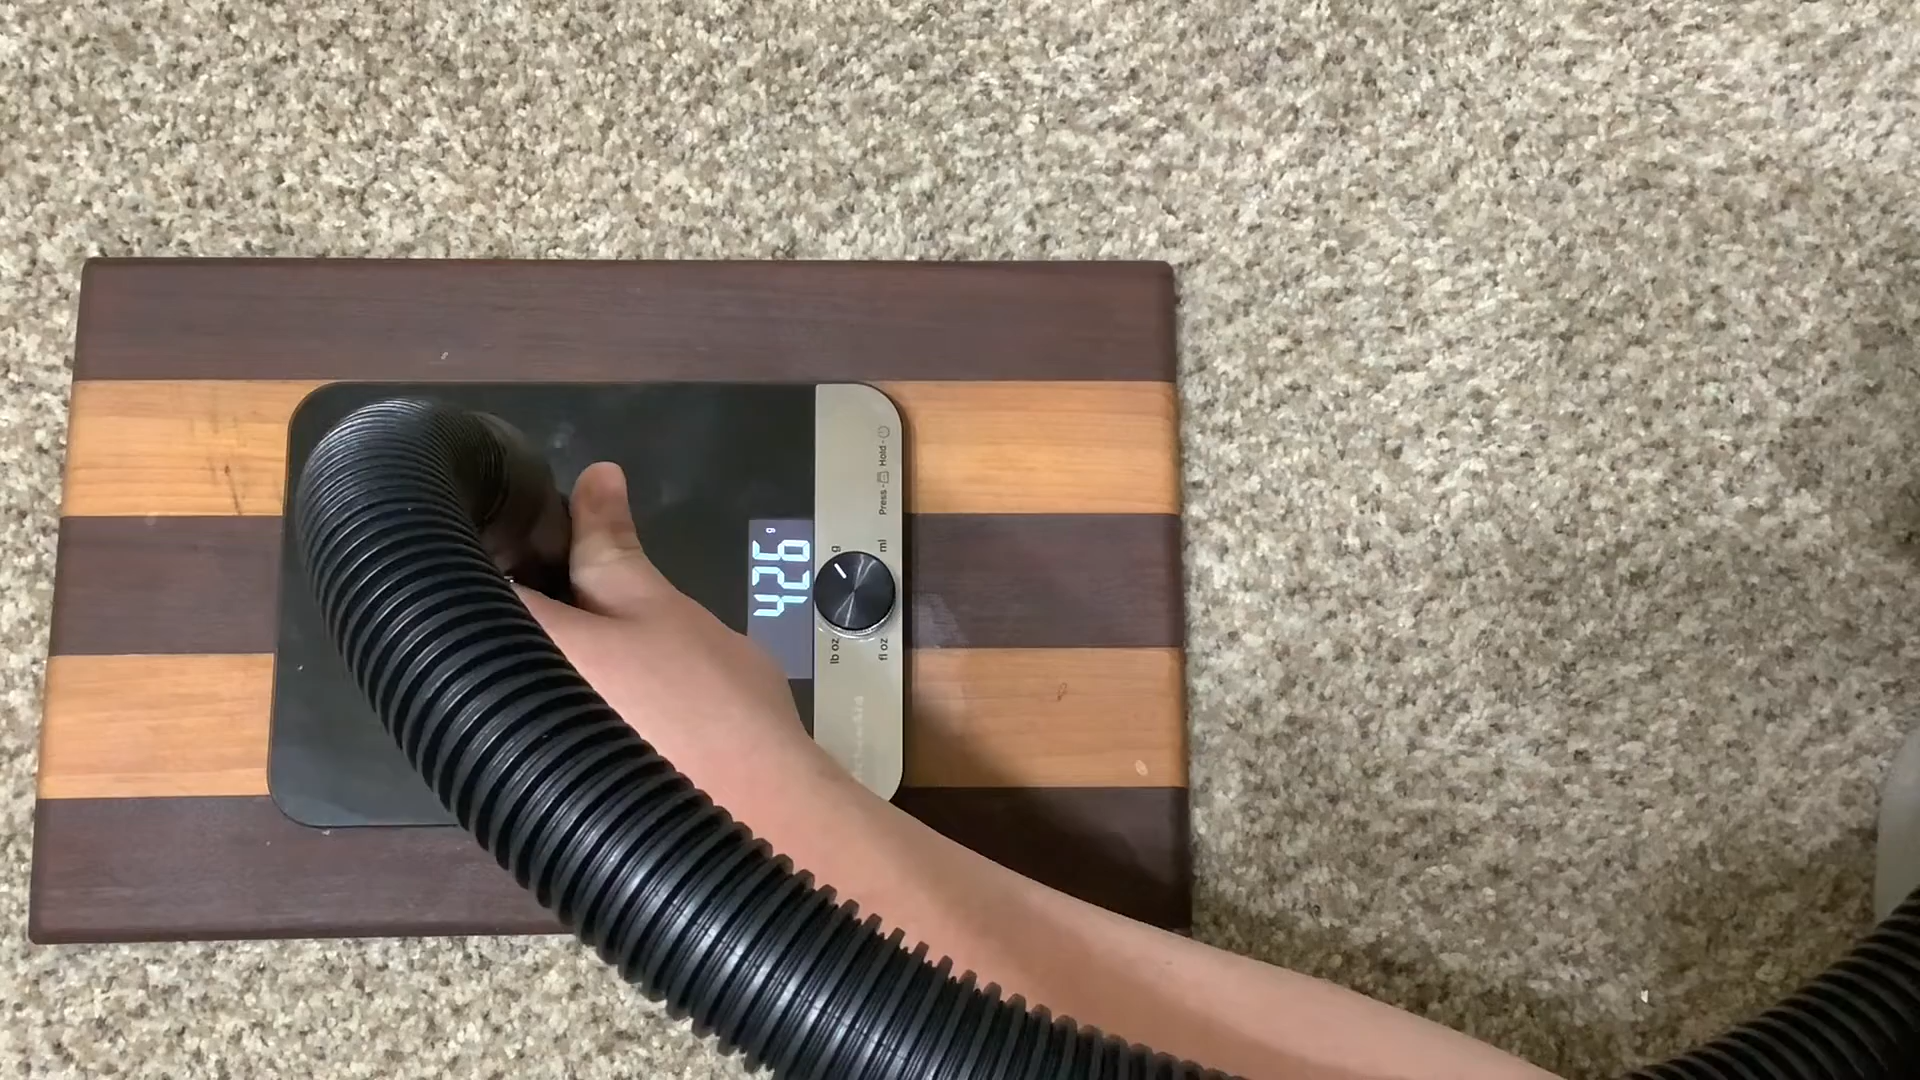 426 g
Press - Hold -
g
ml
lb oz
fl oz